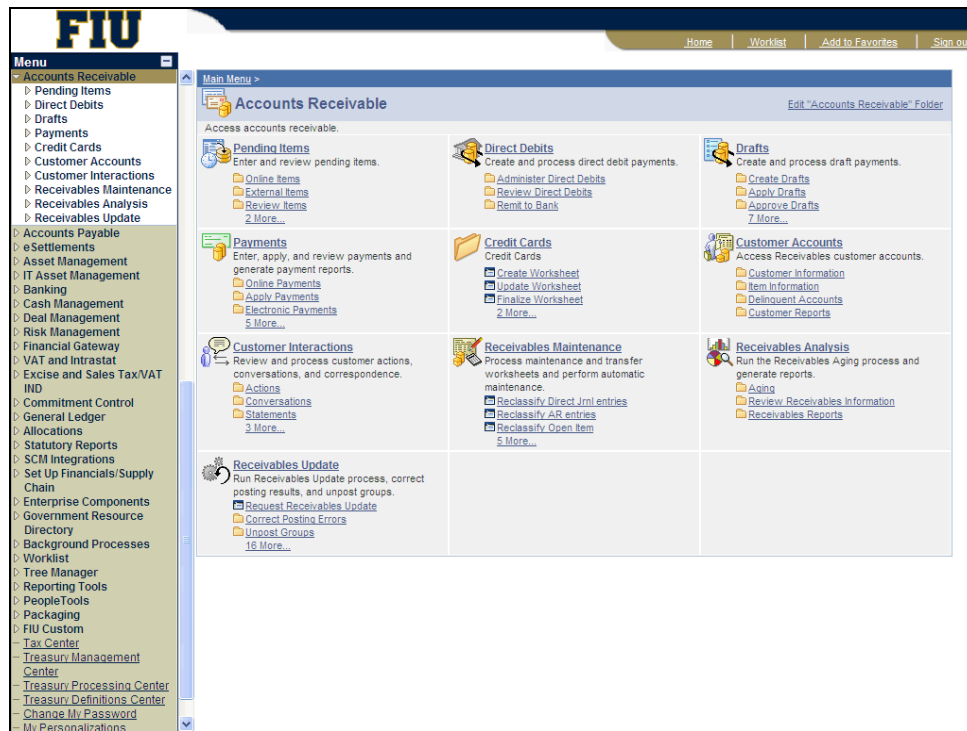 FIU
Home
Worklist
Add to Favorites
Sign ou
Menu
Accounts Receivable
Pending Items
Direct Debits
Drafts
Payments
Credit Cards
Customer Accounts
Customer Interactions
Receivables Maintenance
Receivables Analysis
Receivables Update
Accounts Payable
eSettlements
Asset Management
IT Asset Management
Banking
Cash Management
Deal Management
Risk Management
Financial Gateway
VAT and Intrastat
Excise and Sales Tax/VAT
IND
Commitment Control
General Ledger
Allocations
Statutory Reports
SCM Integrations
Set Up Financials/Supply
Chain
Enterprise Components
Government Resource
Directory
Background Processes
Worklist
Tree Manager
Reporting Tools
PeopleTools
Packaging
FIU Custom
Tax Center
Treasury Management
Center
Treasury Processing Center
Treasury Definitions Center
Change My Password
My Personalizations
Main Menu >
Accounts Receivable
Edit "Accounts Receivable" Folder
Access accounts receivable.
Pending Items
Enter and review pending items.
Online Items
External Items
Review Items
2 More...
Direct Debits
Create and process direct debit payments.
Administer Direct Debits
Review Direct Debits
Remit to Bank
Drafts
Create and process draft payments.
Create Drafts
Apply Drafts
Approve Drafts
7 More...
Payments
Enter, apply, and review payments and
generate payment reports.
Online Payments
Apply Payments
Electronic Payments
5 More...
Credit Cards
Credit Cards
Create Worksheet
Update Worksheet
Finalize Worksheet
2 More...
Customer Accounts
Access Receivables customer accounts.
Customer Information
Item Information
Delinquent Accounts
Customer Reports
Customer Interactions
Review and process customer actions,
conversations, and correspondence.
Actions
Conversations
Statements
3 More...
Receivables Maintenance
Process maintenance and transfer
worksheets and perform automatic
maintenance.
Reclassify Direct Jrnl entries
Reclassify AR entries
Reclassify Open Item
5 More...
Receivables Analysis
Run the Receivables Aging process and
generate reports.
Aging
Review Receivables Information
Receivables Reports
Receivables Update
Run Receivables Update process, correct
posting results, and unpost groups.
Request Receivables Update
Correct Posting Errors
Unpost Groups
16 More...